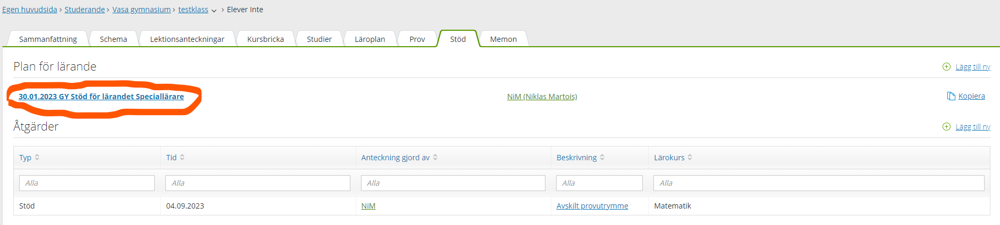 Egen huvudsida › Studerande › Vasa gymnasium › testklass › Elever Inte
Sammanfattning Schema Lektionsanteckningar Kursbricka Studier Läroplan Prov Stöd Memon
Plan för lärande Lägg till ny
30.01.2023 GY Stöd för lärandet Speciallärare NiM (Niklas Martois) Kopiera
Åtgärder Lägg till ny
Typ Tid Anteckning gjord av Beskrivning Lärokurs
Alla Alla Alla Alla Alla
Stöd 04.09.2023 NiM Avskilt provutrymme Matematik